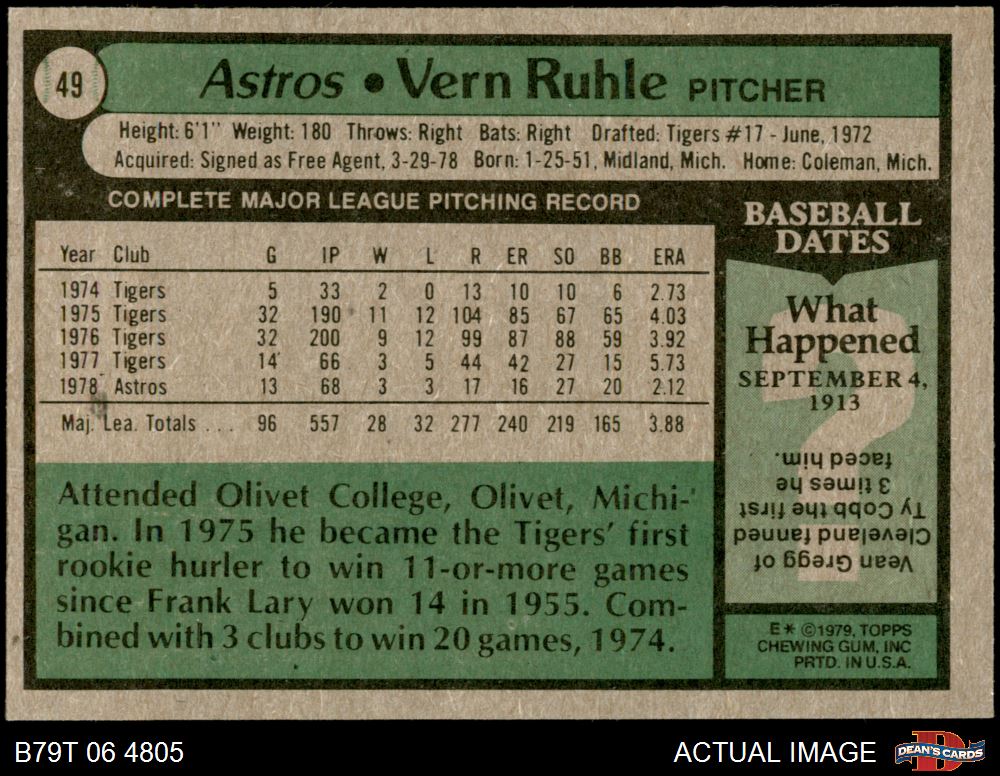 49
Astros • Vern Ruhle PITCHER
Height: 6'1" Weight: 180 Throws: Right Bats: Right Drafted: Tigers #17 - June, 1972
Acquired: Signed as Free Agent, 3-29-78 Born: 1-25-51, Midland, Mich. Home: Coleman, Mich.
COMPLETE MAJOR LEAGUE PITCHING RECORD
Year Club G IP W L R ER SO BB ERA
1974 Tigers 5 33 2 0 13 10 10 6 2.73
1975 Tigers 32 190 11 12 104 85 67 65 4.03
1976 Tigers 32 200 9 12 99 87 88 59 3.92
1977 Tigers 14 66 3 5 44 42 27 15 5.73
1978 Astros 13 68 3 3 17 16 27 20 2.12
Maj. Lea. Totals ... 96 557 28 32 277 240 219 165 3.88
Attended Olivet College, Olivet, Michi-
gan. In 1975 he became the Tigers' first
rookie hurler to win 11-or-more games
since Frank Lary won 14 in 1955. Com-
bined with 3 clubs to win 20 games, 1974.
BASEBALL
DATES
What
Happened
SEPTEMBER 4,
1913
Vean Gregg of
Cleveland fanned
Ty Cobb the first
3 times he
faced him.
E* ©1979, TOPPS
CHEWING GUM, INC
PRTD. IN U.S.A.
B79T 06 4805
ACTUAL IMAGE
DEAN'S CARDS